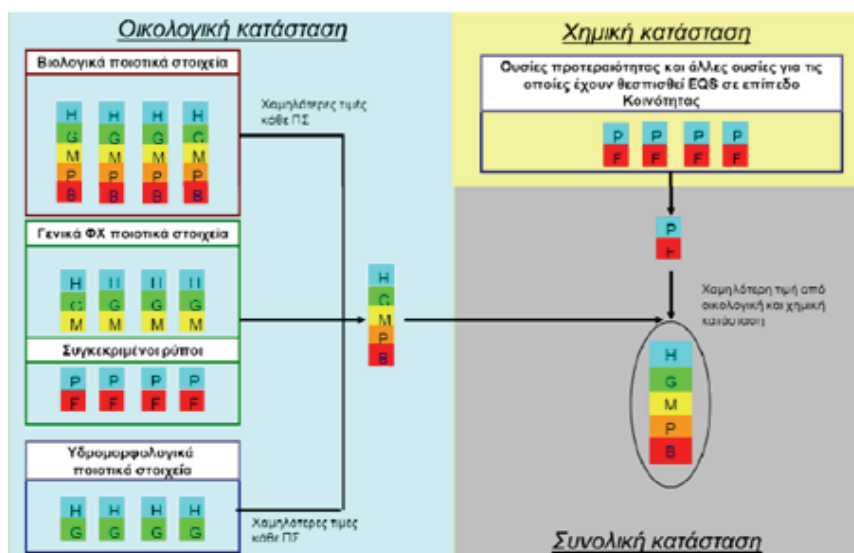 Οικολογική κατάσταση
Βιολογικά ποιοτικά στοιχεία
H H H H
G G G C
M M M M
P P P P
B B B B
Χαμηλότερες τιμές
κάθε ΠΣ
Γενικά ΦΧ ποιοτικά στοιχεία
H H H H
G G G G
M M M M
Συγκεκριμένοι ρύποι
P P P P
F F F F
Υδρομορφολογικά
ποιοτικά στοιχεία
H H H H
G G G G
Χαμηλότερες τιμές
κάθε ΠΣ
H
G
M
P
B
Χημική κατάσταση
Ουσίες προτεραιότητας και άλλες ουσίες για τις
οποίες έχουν θεσπισθεί EQS σε επίπεδο
Κοινότητας
P P P P
F F F F
P
F
Χαμηλότερη τιμή από
οικολογική και χημική
κατάσταση
H
G
M
P
B
Συνολική κατάσταση